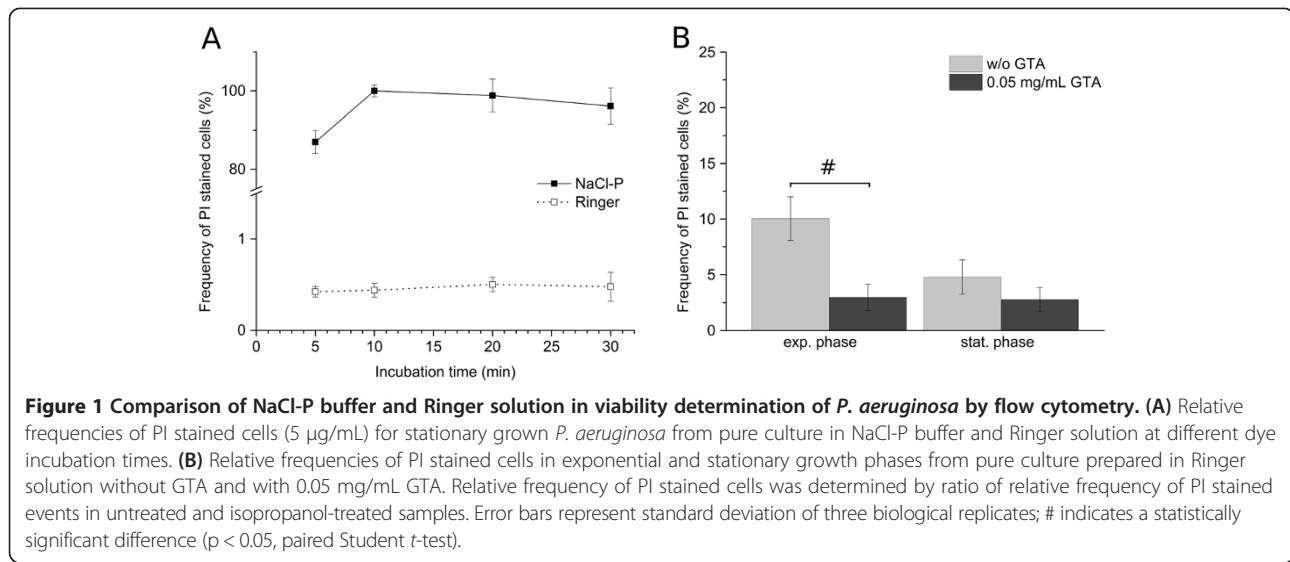 A
Frequency of PI stained cells (%)
100
80
1
0
NaCl-P
Ringer
0
5
10
20
30
Incubation time (min)
B
Frequency of PI stained cells (%)
25
20
15
10
5
0
w/o GTA
0.05 mg/mL GTA
#
exp. phase
stat. phase
Figure 1 Comparison of NaCl-P buffer and Ringer solution in viability determination of P. aeruginosa by flow cytometry. (A) Relative
frequencies of PI stained cells (5 μg/mL) for stationary grown P. aeruginosa from pure culture in NaCl-P buffer and Ringer solution at different dye
incubation times. (B) Relative frequencies of PI stained cells in exponential and stationary growth phases from pure culture prepared in Ringer
solution without GTA and with 0.05 mg/mL GTA. Relative frequency of PI stained cells was determined by ratio of relative frequency of PI stained
events in untreated and isopropanol-treated samples. Error bars represent standard deviation of three biological replicates; # indicates a statistically
significant difference (p < 0.05, paired Student t-test).